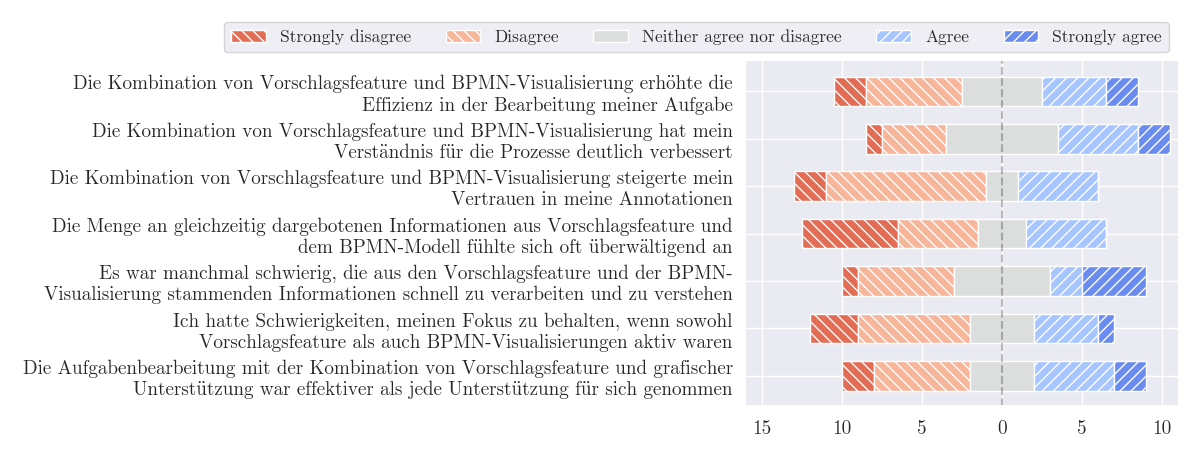 Strongly disagree Disagree Neither agree nor disagree Agree Strongly agree
Die Kombination von Vorschlagsfeature und BPMN-Visualisierung erhöhte die
Effizienz in der Bearbeitung meiner Aufgabe
Die Kombination von Vorschlagsfeature und BPMN-Visualisierung hat mein
Verständnis für die Prozesse deutlich verbessert
Die Kombination von Vorschlagsfeature und BPMN-Visualisierung steigerte mein
Vertrauen in meine Annotationen
Die Menge an gleichzeitig dargebotenen Informationen aus Vorschlagsfeature und
dem BPMN-Modell fühlte sich oft überwältigend an
Es war manchmal schwierig, die aus den Vorschlagsfeature und der BPMN-
Visualisierung stammenden Informationen schnell zu verarbeiten und zu verstehen
Ich hatte Schwierigkeiten, meinen Fokus zu behalten, wenn sowohl
Vorschlagsfeature als auch BPMN-Visualisierungen aktiv waren
Die Aufgabenbearbeitung mit der Kombination von Vorschlagsfeature und grafischer
Unterstützung war effektiver als jede Unterstützung für sich genommen
15 10 5 0 5 10